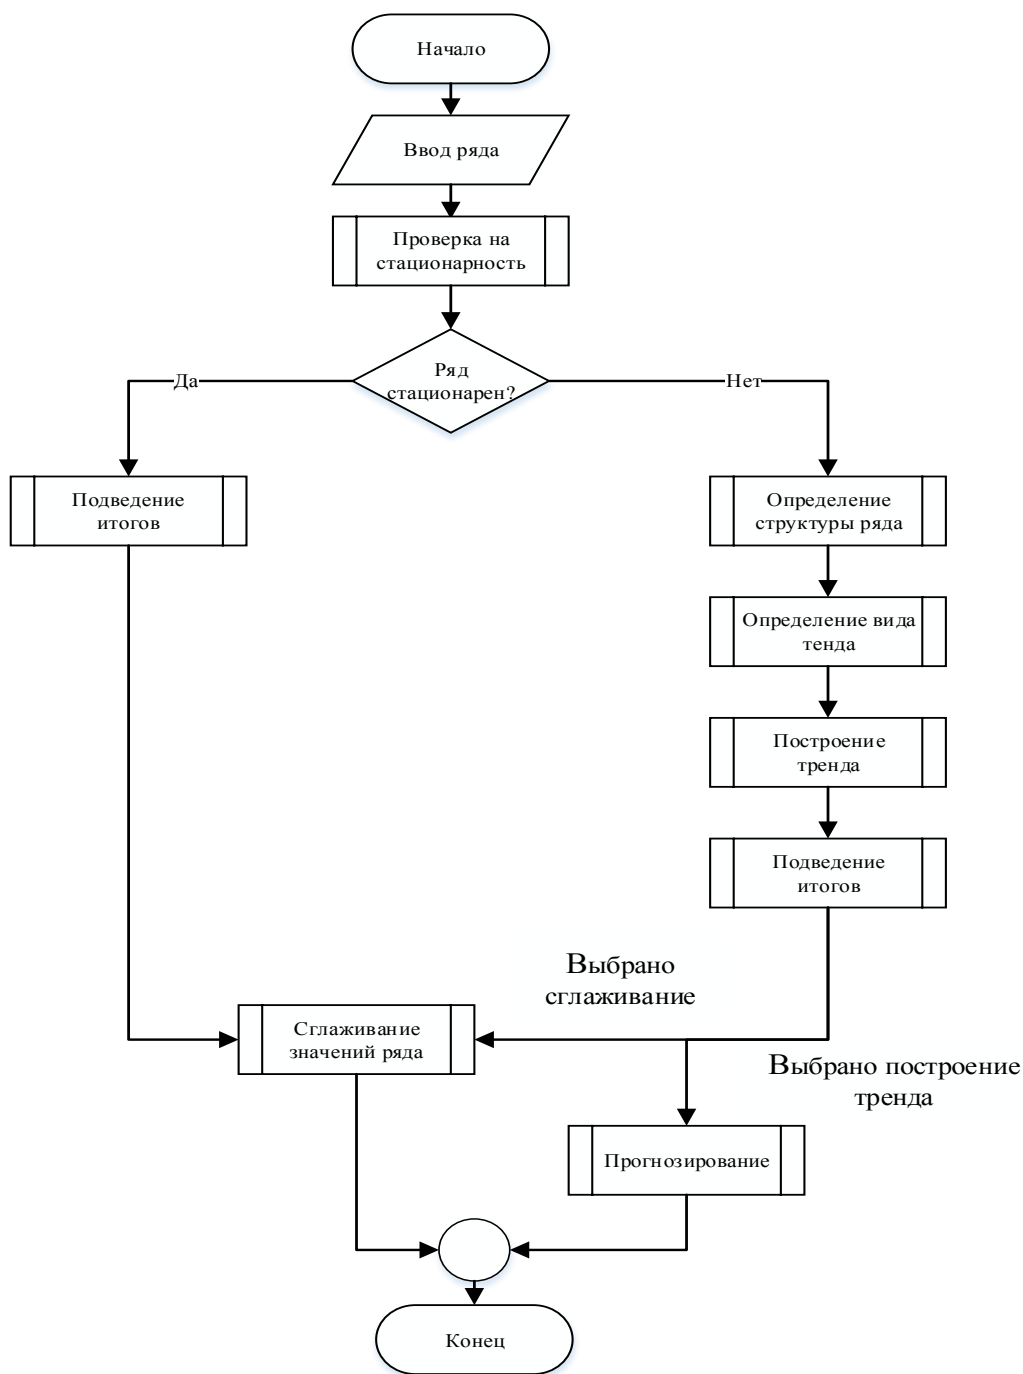 Начало
Ввод ряда
Проверка на
стационарность
Ряд
стационарен?
Да
Нет
Подведение
итогов
Определение
структуры ряда
Определение вида
тенда
Построение
тренда
Подведение
итогов
Выбрано
сглаживание
Сглаживание
значений ряда
Выбрано построение
тренда
Прогнозирование
Конец